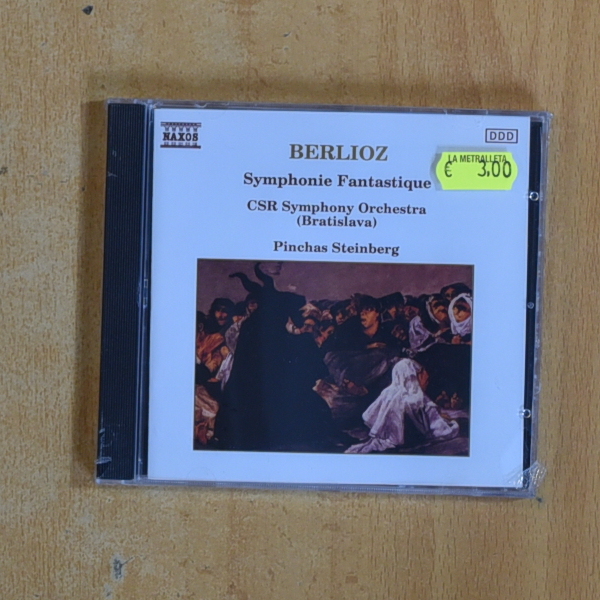 NAXOS
DDD
BERLIOZ
LA METRALLETA
€ 3.00
Symphonie Fantastique
CSR Symphony Orchestra
(Bratislava)
Pinchas Steinberg